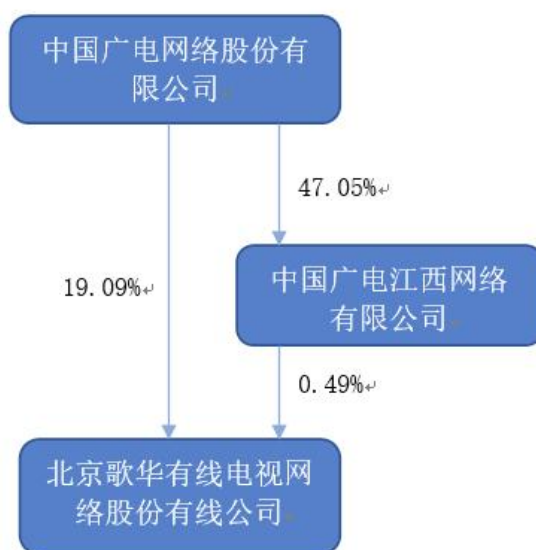 中国广电网络股份有
限公司
47.05%
19.09%
中国广电江西网络
有限公司
0.49%
北京歌华有线电视网
络股份有线公司